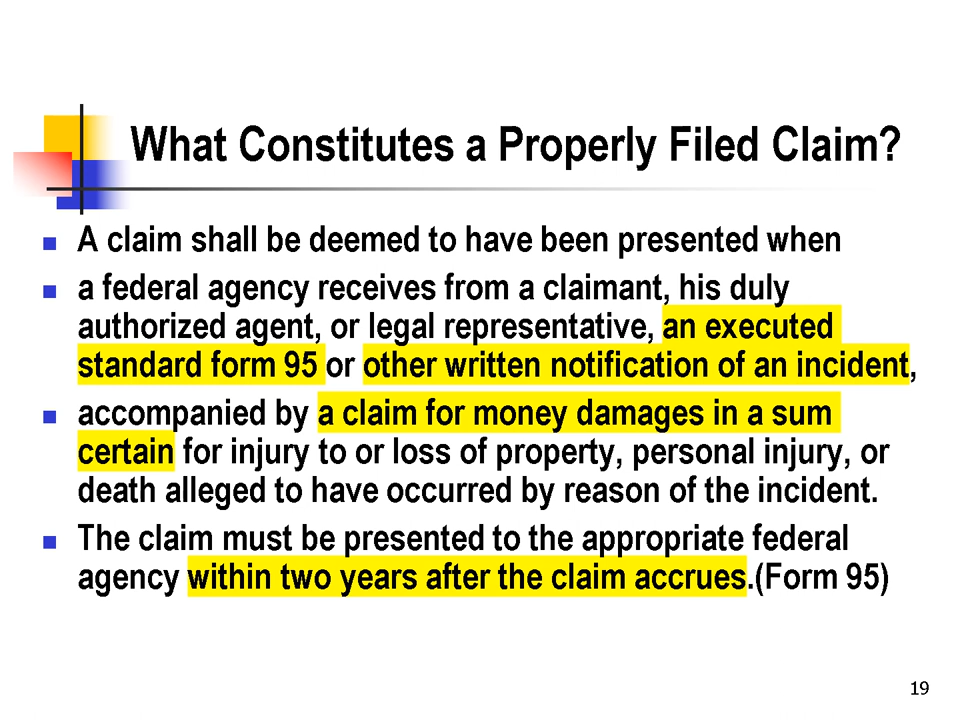 What Constitutes a Properly Filed Claim?
A claim shall be deemed to have been presented when
a federal agency receives from a claimant, his duly
authorized agent, or legal representative, an executed
standard form 95 or other written notification of an incident,
accompanied by a claim for money damages in a sum
certain for injury to or loss of property, personal injury, or
death alleged to have occurred by reason of the incident.
The claim must be presented to the appropriate federal
agency within two years after the claim accrues.(Form 95)
19